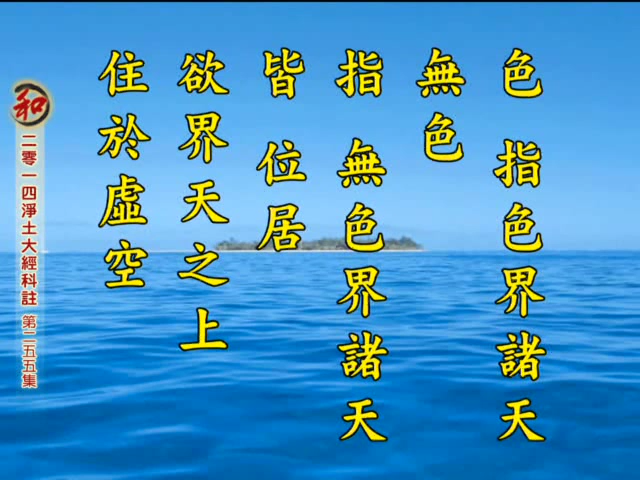 色 指色界諸天
無色
指 無色界諸天
皆 位居
欲界天之上
住於虛空
和
二零一四淨土大經科註 第二五五集